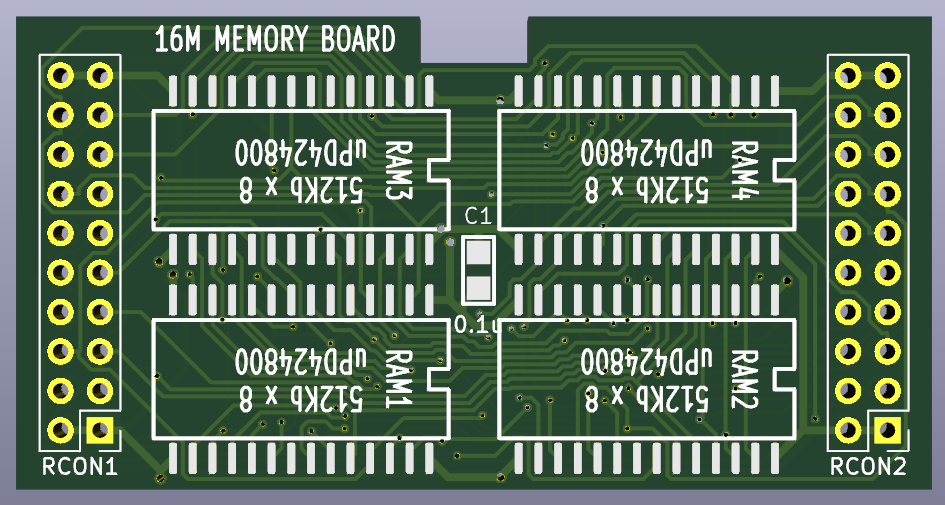 16M MEMORY BOARD
512Kb x 8
uPD424800
RAM3
512Kb x 8
uPD424800
RAM4
C1
0.1u
512Kb x 8
uPD424800
RAM1
512Kb x 8
uPD424800
RAM2
RCON1
RCON2